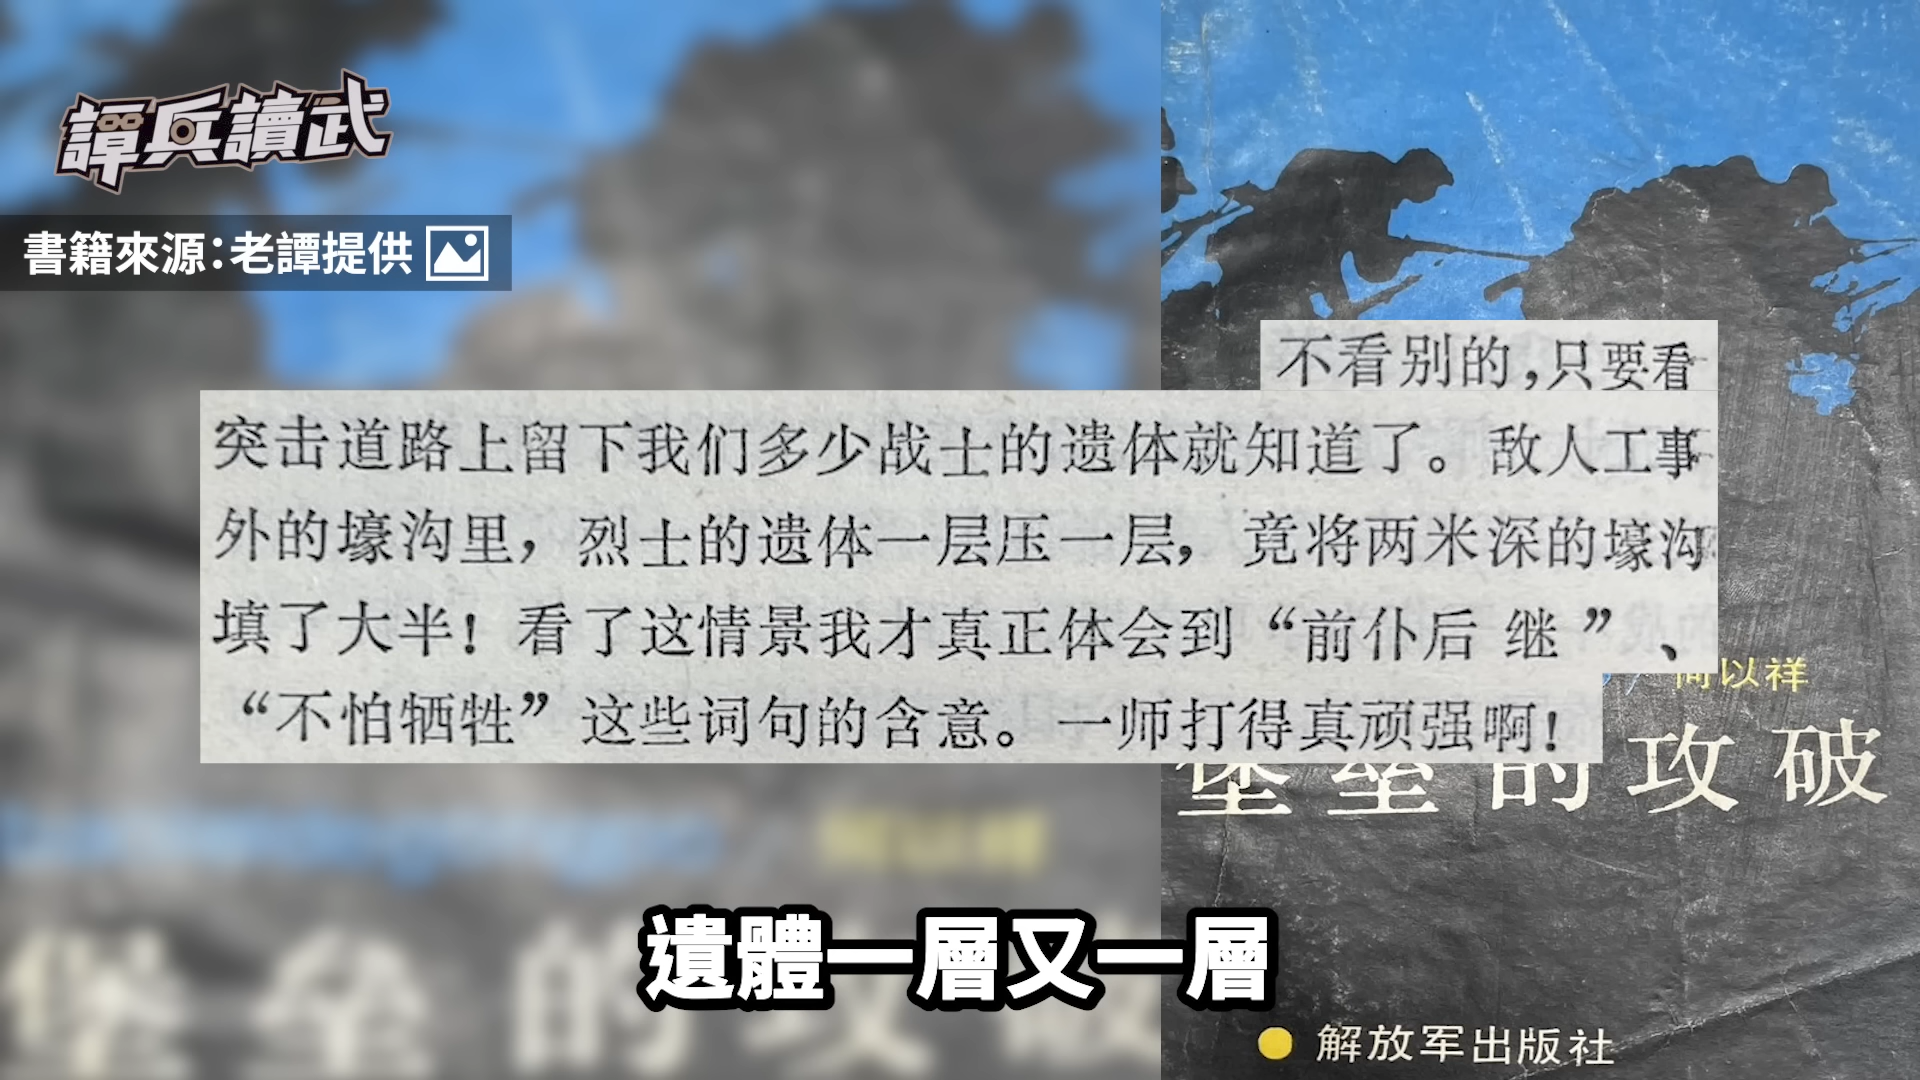 譚兵讀武
書籍來源：老譚提供
不看别的，只要看
突击道路上留下我们多少战士的遗体就知道了。敌人工事
外的壕沟里，烈士的遗体一层压一层，竟将两米深的壕沟
填了大半！看了这情景我才真正体会到“前仆后继”、
“不怕牺牲”这些词句的含意。一师打得真顽强啊！
何以祥
堡垒的攻破
遺體一層又一層
解放军出版社